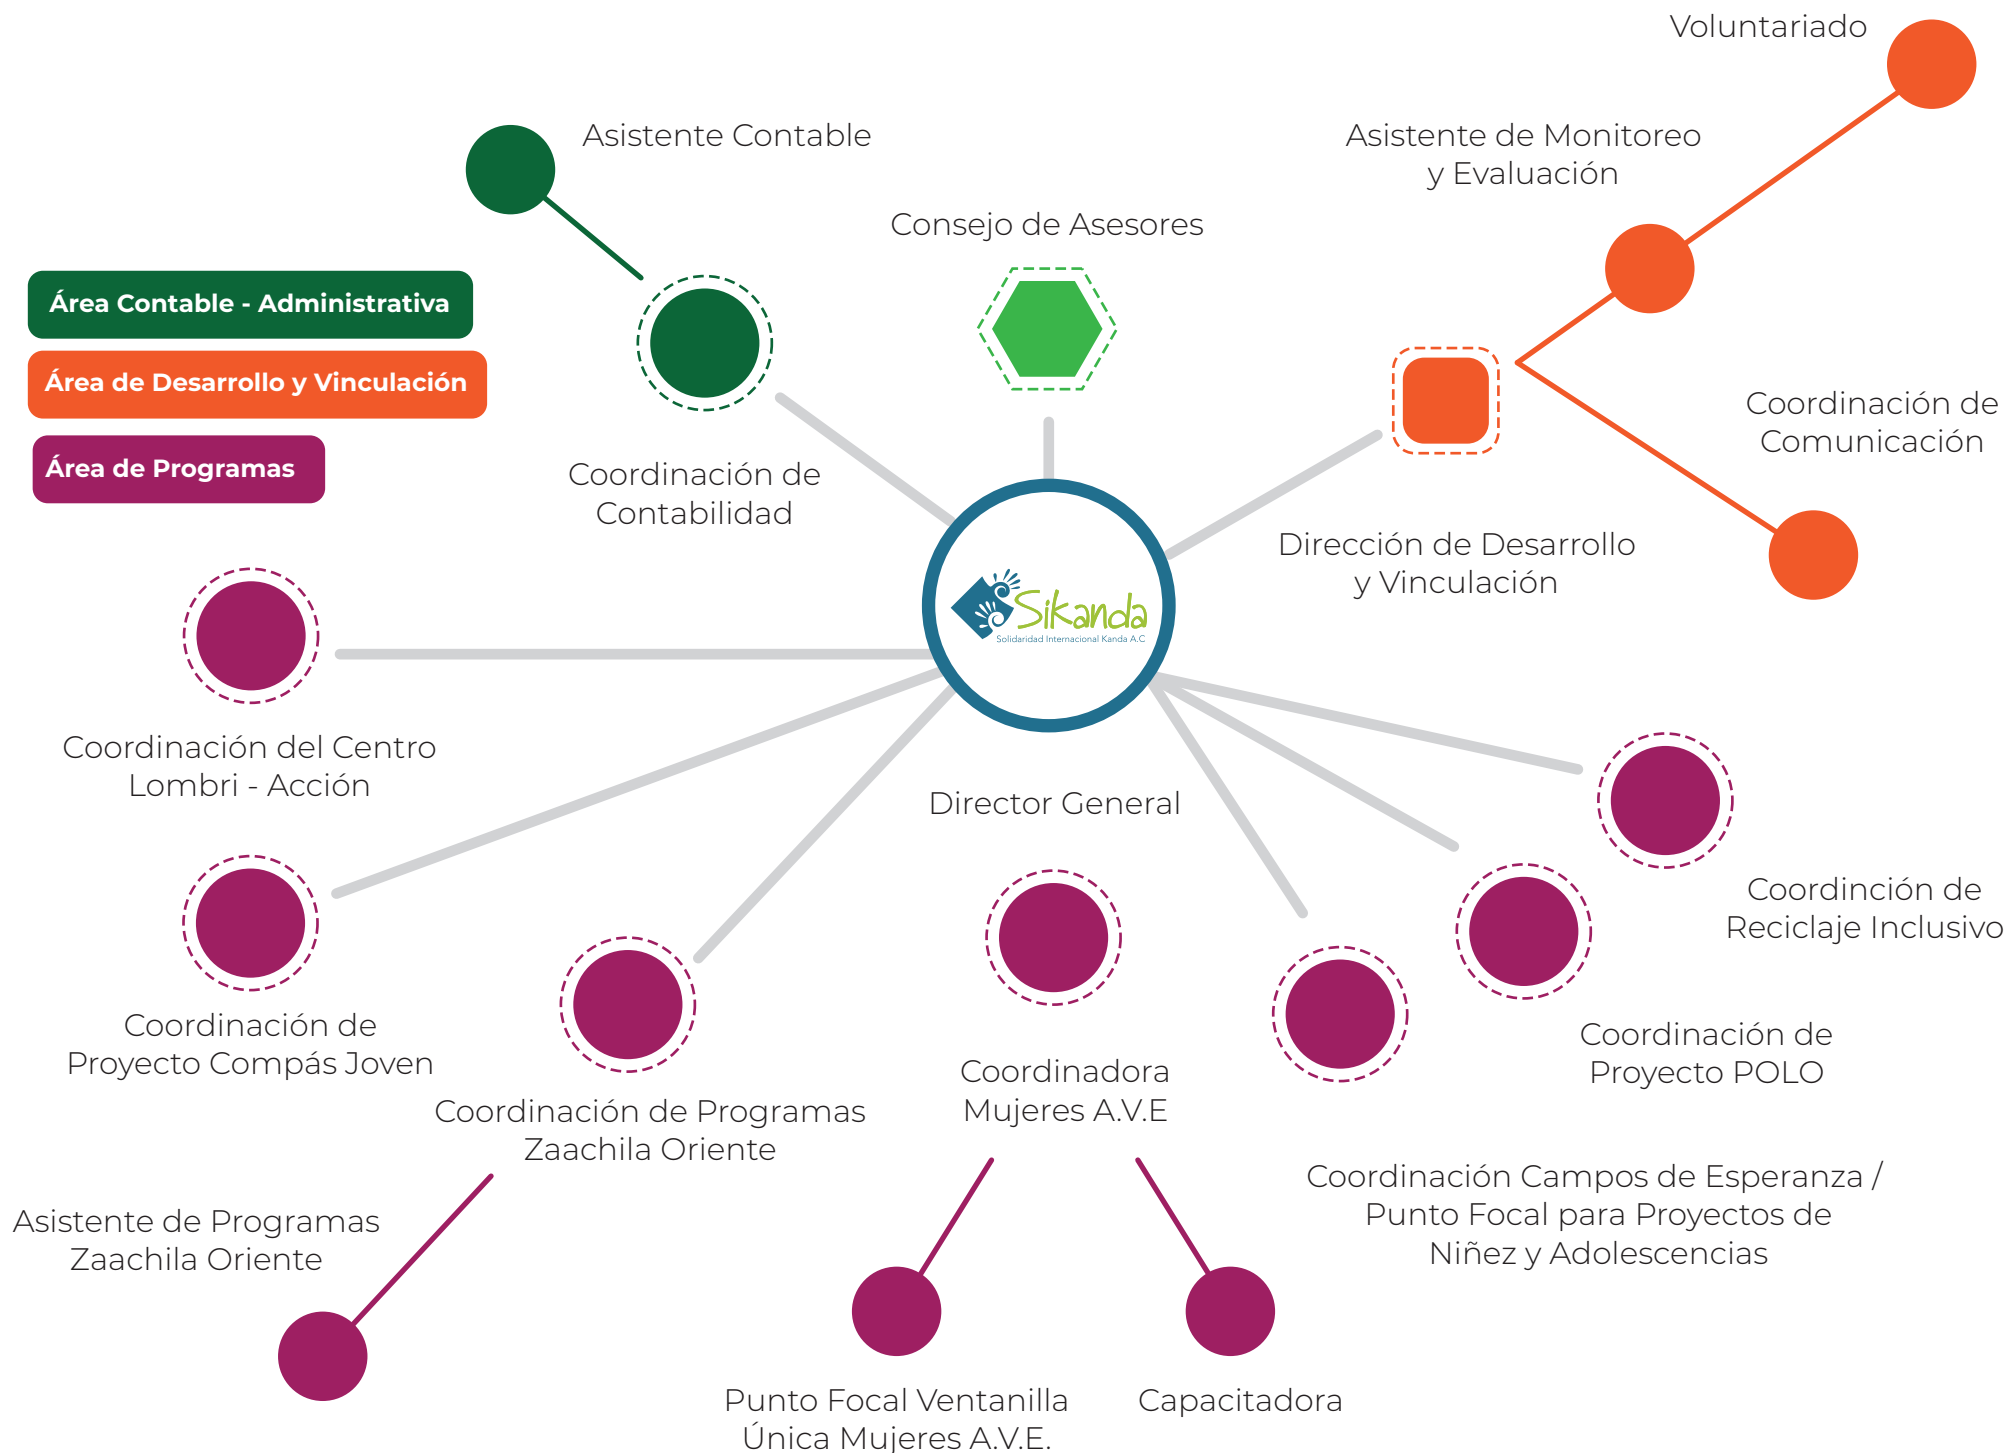 Voluntariado
Asistente Contable
Asistente de Monitoreo
y Evaluación
Consejo de Asesores
Área Contable - Administrativa
Área de Desarrollo y Vinculación
Área de Programas
Coordinación de
Contabilidad
Coordinación de
Comunicación
Dirección de Desarrollo
y Vinculación
Sikanda
Solidaridad Internacional Kanda A.C
Coordinación del Centro
Lombri - Acción
Director General
Coordinción de
Reciclaje Inclusivo
Coordinación de
Proyecto Compás Joven
Coordinación de
Proyecto POLO
Coordinadora
Mujeres A.V.E
Coordinación de Programas
Zaachila Oriente
Coordinación Campos de Esperanza /
Punto Focal para Proyectos de
Niñez y Adolescencias
Asistente de Programas
Zaachila Oriente
Punto Focal Ventanilla
Única Mujeres A.V.E.
Capacitadora